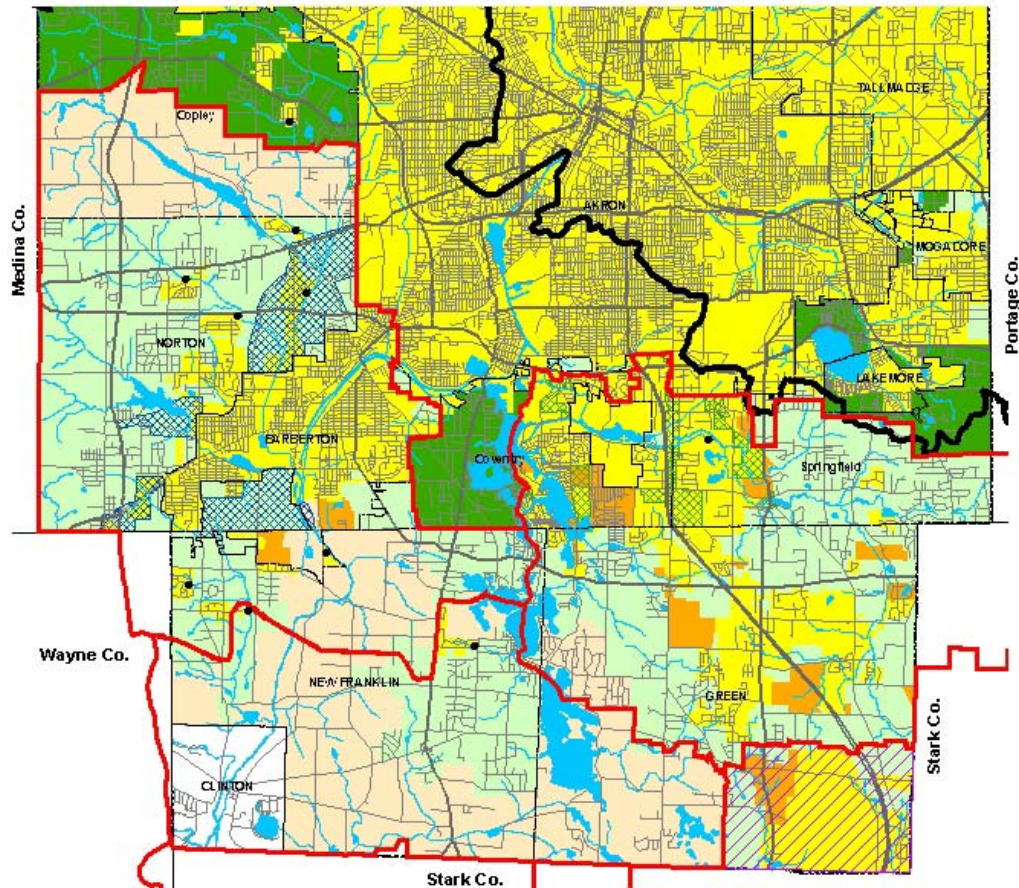 TALLMADGE
Copley
AKRON
MOGADORE
Medina Co.
Portage Co.
NORTON
LAKEMORE
BARBERTON
Coventry
Springfield
Wayne Co.
NEW FRANKLIN
GREEN
Stark Co.
CLINTON
Stark Co.